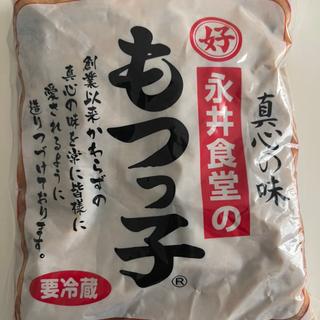 好
真心の味
永井食堂の
もつっ子®
創業以来かわらずの
真心の味を常に皆様に
愛されるように
造りつづけております。
要冷蔵